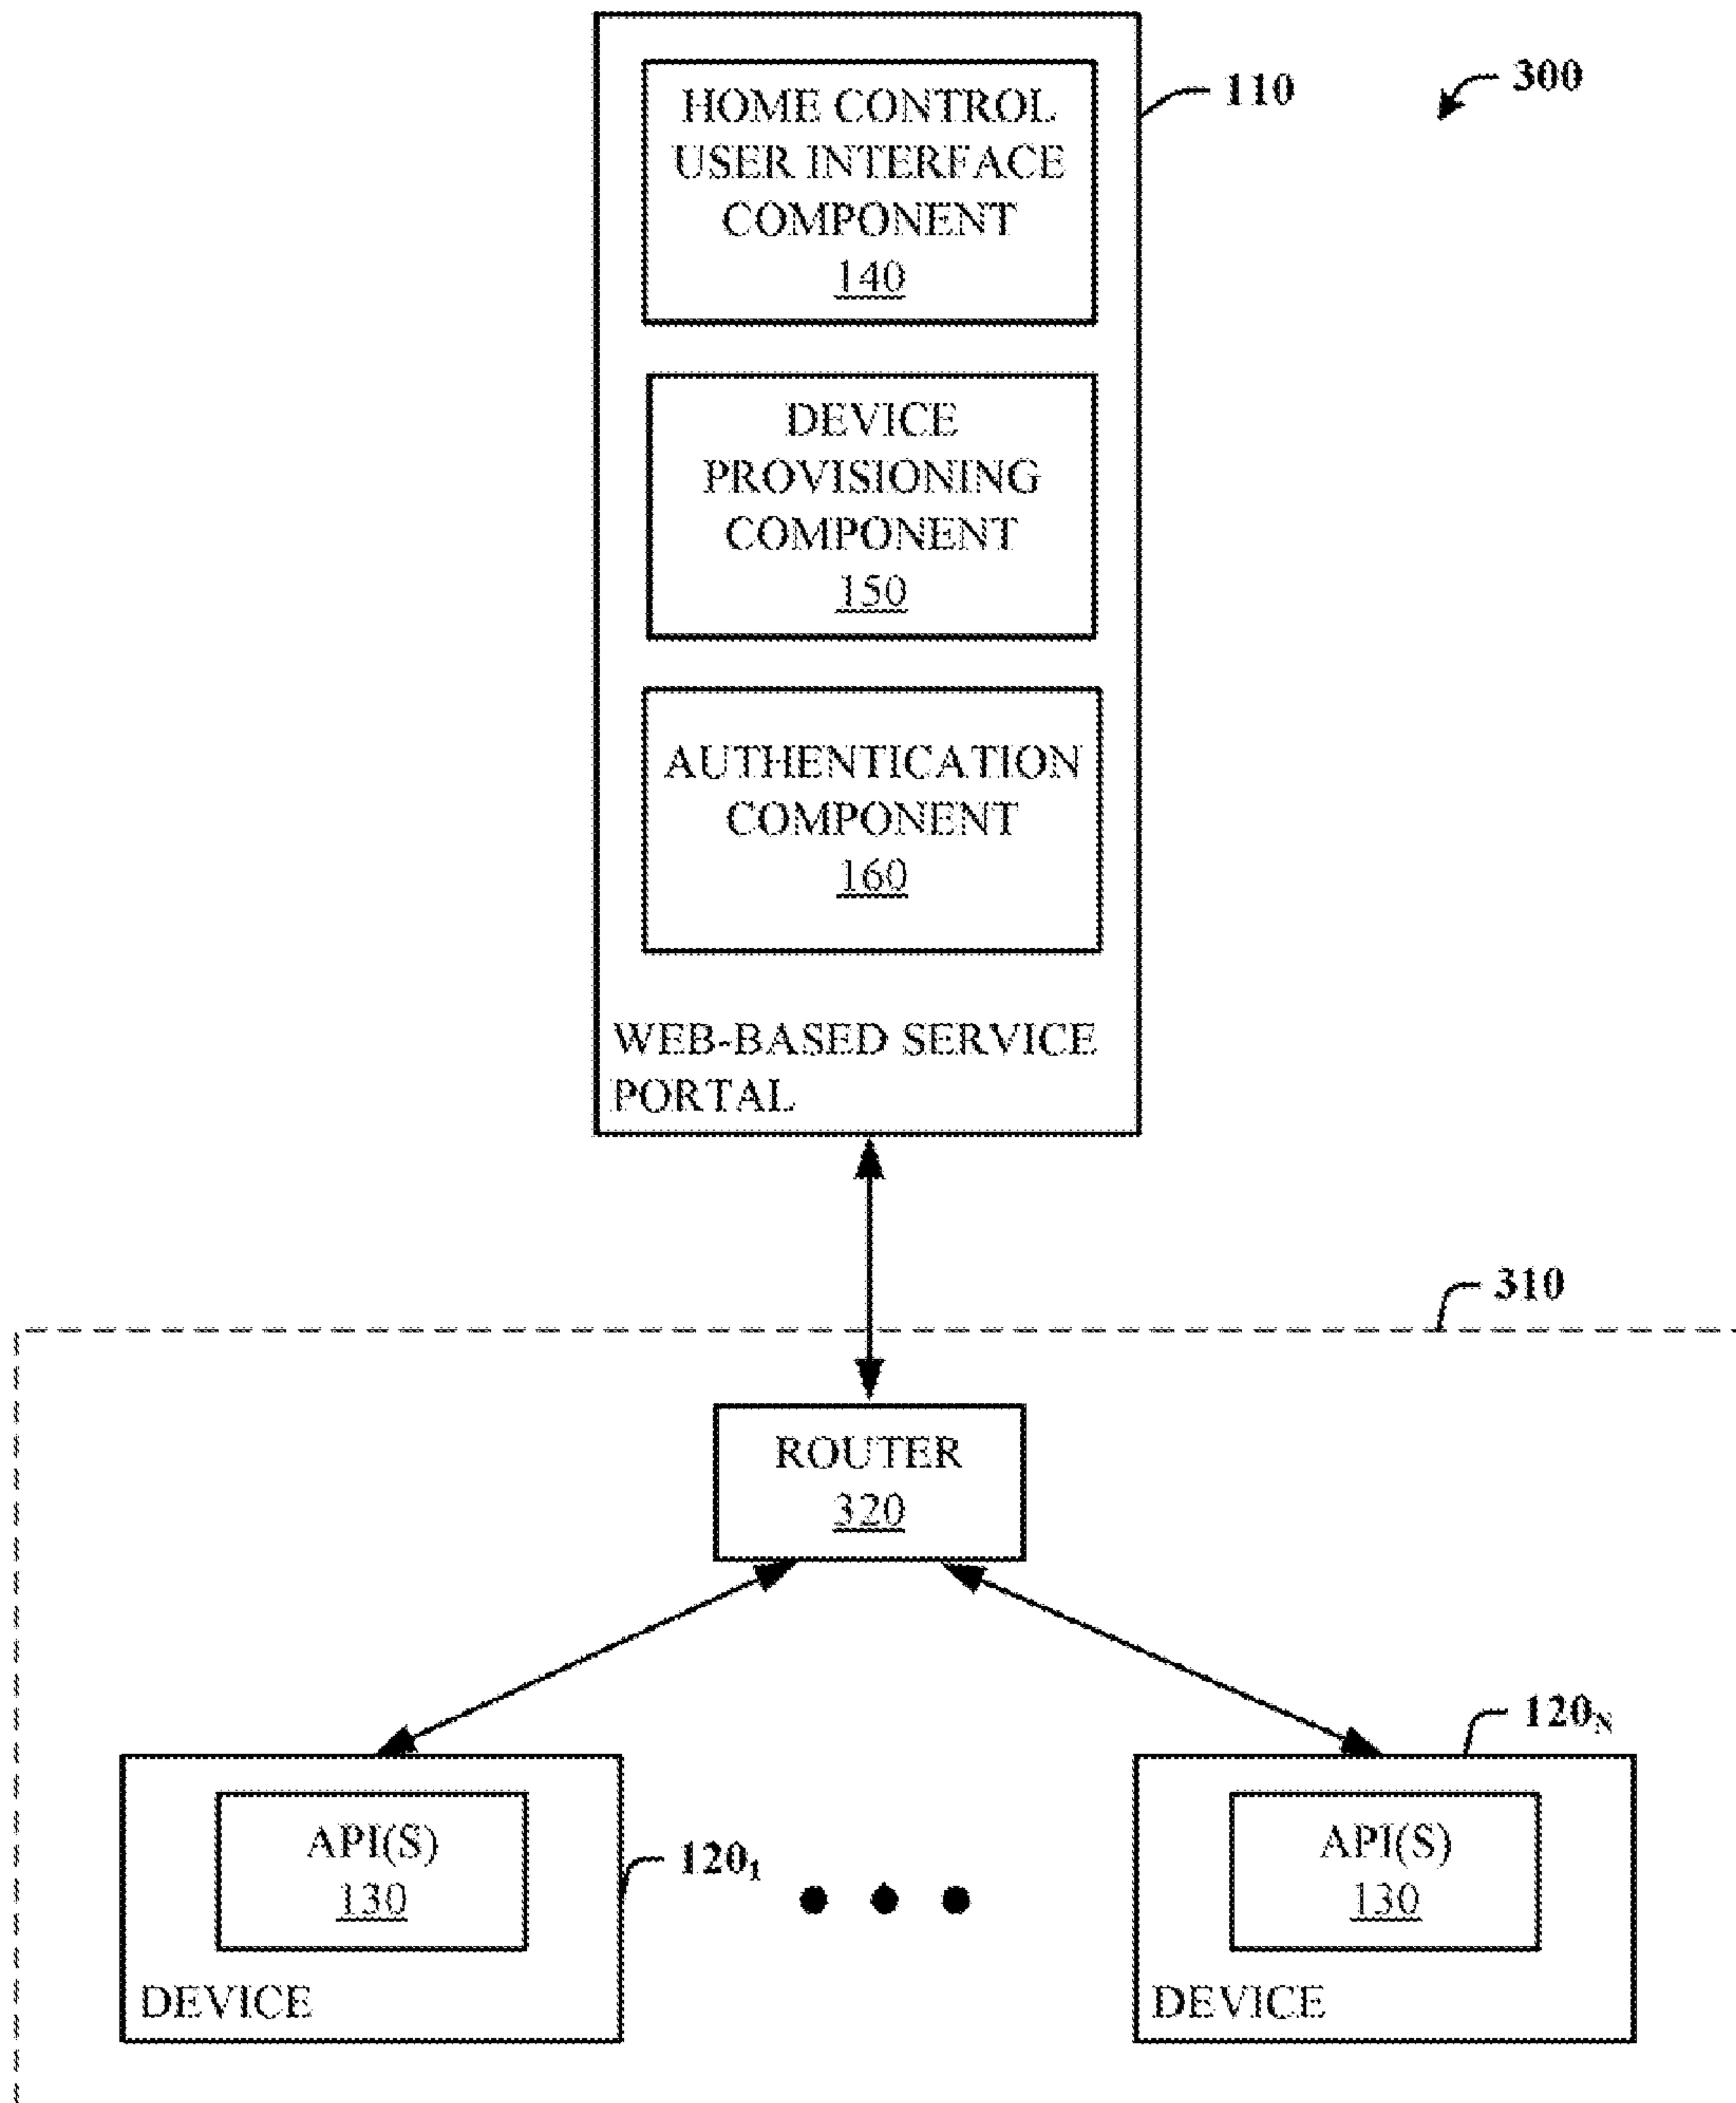 HOME CONTROL
USER INTERFACE
COMPONENT
140
110
300
DEVICE
PROVISIONING
COMPONENT
150
AUTHENTICATION
COMPONENT
160
WEB-BASED SERVICE
PORTAL
310
ROUTER
320
120N
API(S)
130
DEVICE
1201
API(S)
130
DEVICE